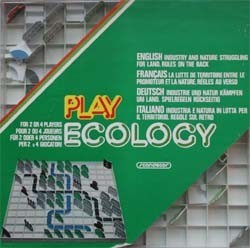 ENGLISH INDUSTRY AND NATURE STRUGGLING
FOR LAND. RULES ON THE BACK
FRANÇAIS LA LUTTE DE TERRITOIRE ENTRE LE
PROMOTEUR ET LA NATURE. RÈGLES AU VERSO
DEUTSCH INDUSTRIE UND NATUR KÄMPFEN
UM LAND. SPIELREGELN RÜCKSEITIG
ITALIANO INDUSTRIA E NATURA IN LOTTA PER
IL TERRITORIO. REGOLE SUL RETRO
PLAY
ECOLOGY
FOR 2 OR 4 PLAYERS
POUR 2 OU 4 JOUEURS
FÜR 2 ODER 4 PERSONEN
PER 2 o 4 GIOCATORI